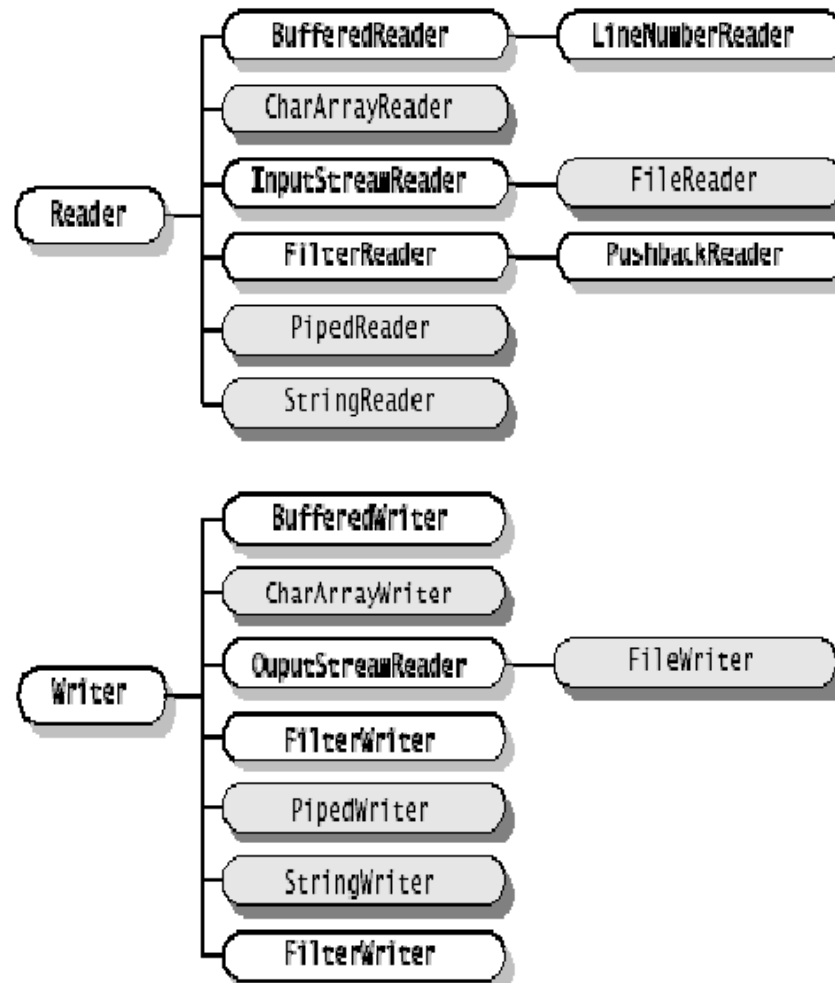 BufferedReader
LineNumberReader
CharArrayReader
InputStreamReader
FileReader
Reader
FilterReader
PushbackReader
PipedReader
StringReader
BufferedWriter
CharArrayWriter
OuputStreamReader
FileWriter
Writer
FilterWriter
PipedWriter
StringWriter
FilterWriter